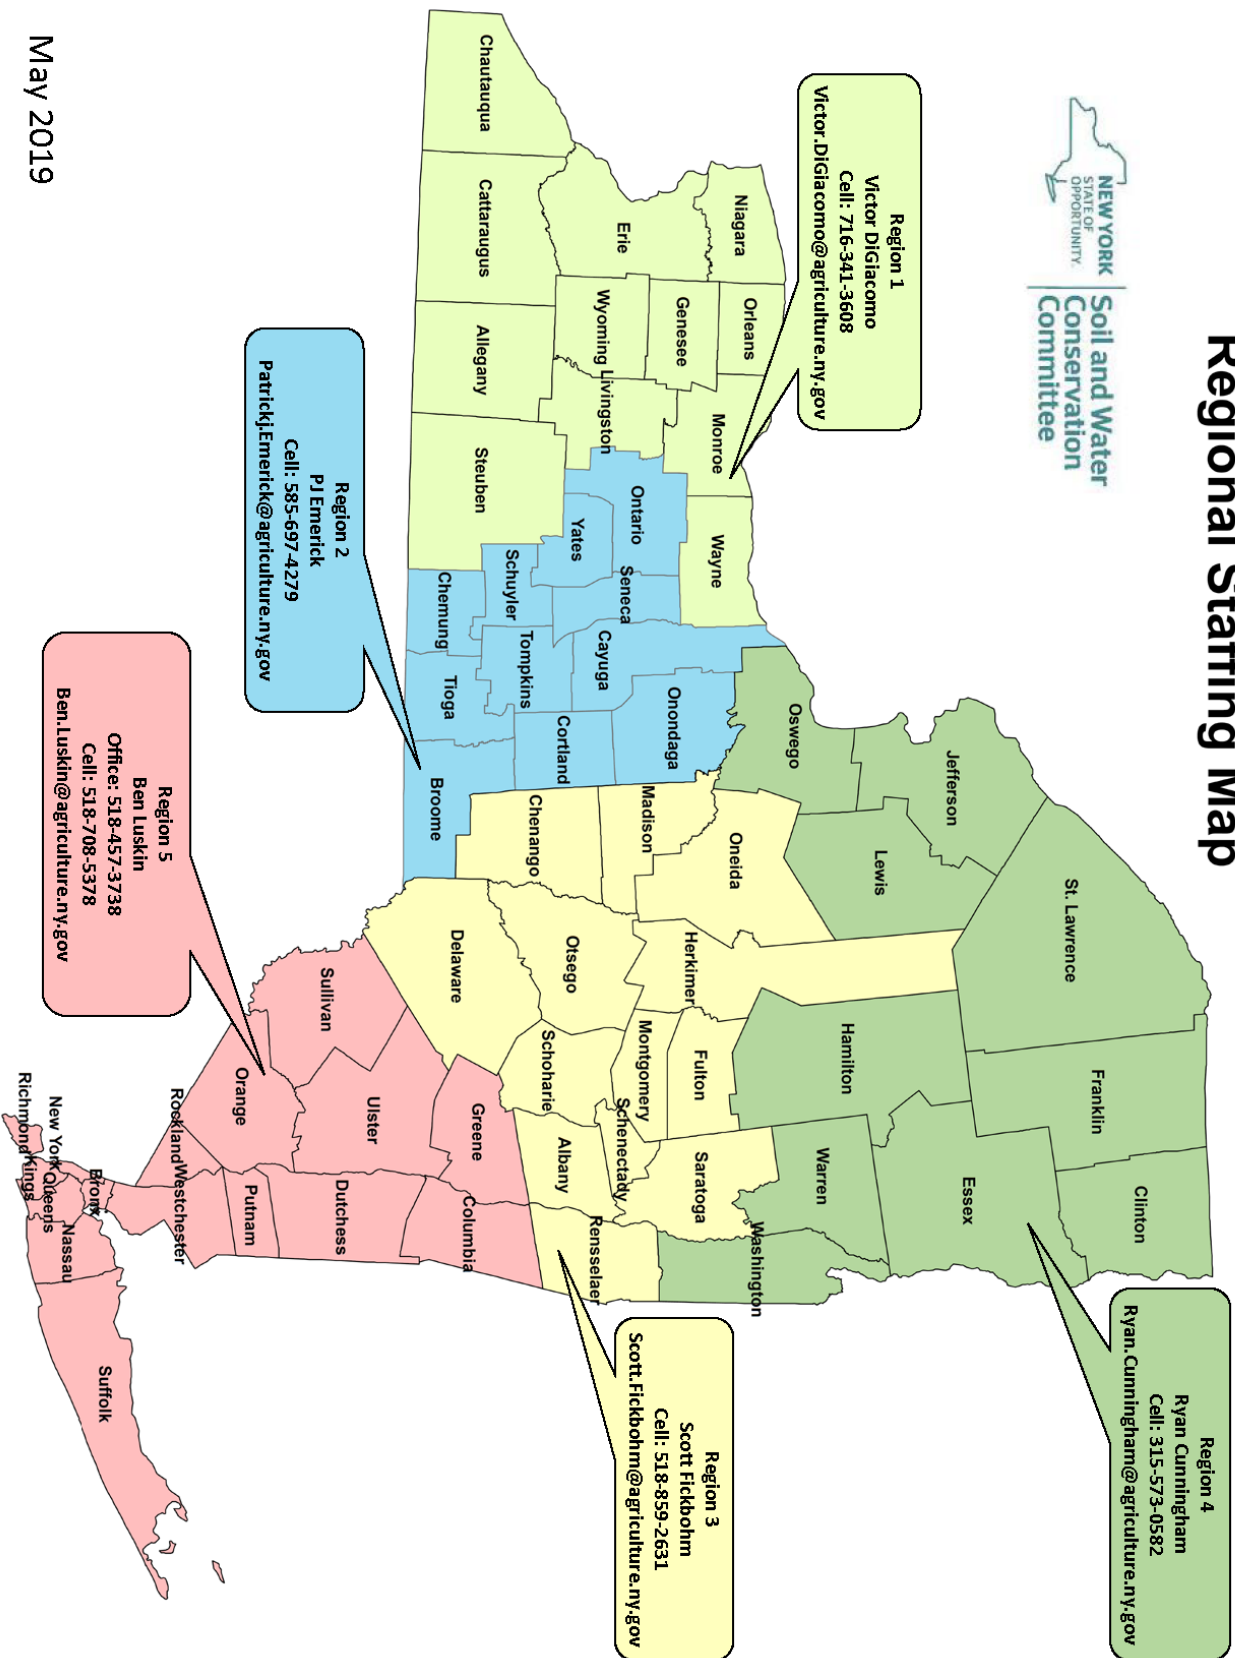 Regional Staffing Map
NEW YORK
STATE OF
OPPORTUNITY.
Soil and Water
Conservation
Committee
Region 1
Victor DiGiacomo
Cell: 716-341-3608
Victor.DiGiacomo@agriculture.ny.gov
Region 4
Ryan Cunningham
Cell: 315-573-0582
Ryan.Cunningham@agriculture.ny.gov
Region 3
Scott Fickbohm
Cell: 518-859-2631
Scott.Fickbohm@agriculture.ny.gov
Region 2
PJ Emerick
Cell: 585-697-4279
Patrickj.Emerick@agriculture.ny.gov
Region 5
Ben Luskin
Office: 518-457-3738
Cell: 518-708-5378
Ben.Luskin@agriculture.ny.gov
St. Lawrence
Franklin
Clinton
Jefferson
Essex
Lewis
Hamilton
Warren
Washington
Oswego
Niagara
Orleans
Monroe
Wayne
Oneida
Herkimer
Fulton
Saratoga
Genesee
Erie
Wyoming
Livingston
Ontario
Seneca
Cayuga
Onondaga
Madison
Montgomery
Schenectady
Rensselaer
Yates
Otsego
Schoharie
Albany
Cortland
Chenango
Schuyler
Tompkins
Chautauqua
Cattaraugus
Allegany
Steuben
Chemung
Tioga
Broome
Delaware
Greene
Columbia
Sullivan
Ulster
Dutchess
Orange
Putnam
Rockland
Westchester
Bronx
New York
Queens
Nassau
Suffolk
Richmond
Kings
May 2019